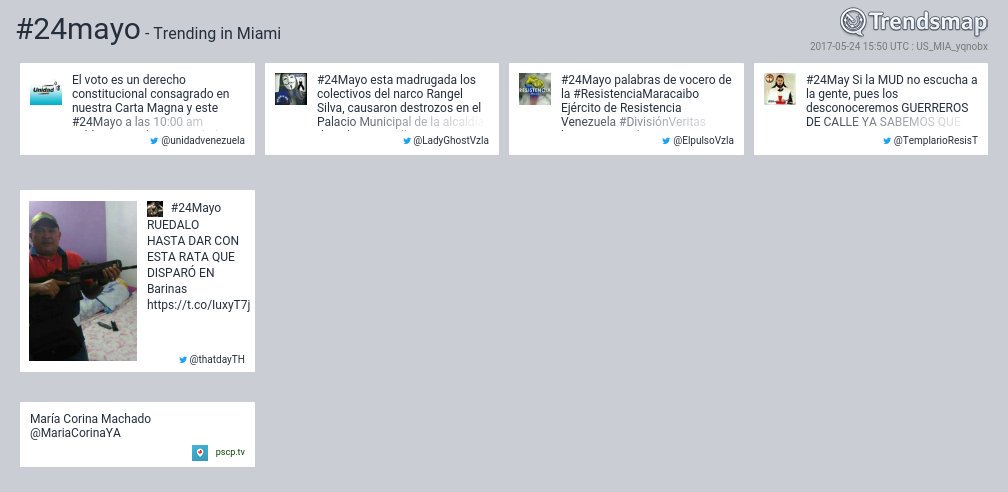 #24mayo - Trending in Miami
Trendsmap
2017-05-24 15:50 UTC : US_MIA_yqnobx
El voto es un derecho
constitucional consagrado en
nuestra Carta Magna y este
#24Mayo a las 10:00 am
@unidadvenezuela
#24Mayo esta madrugada los
colectivos del narco Rangel
Silva, causaron destrozos en el
Palacio Municipal de la alcaldía
@LadyGhostVzla
#24Mayo palabras de vocero de
la #ResistenciaMaracaibo
Ejército de Resistencia
Venezuela #DivisiónVeritas
@ElpulsoVzla
#24May Si la MUD no escucha a
la gente, pues los
desconoceremos GUERREROS
DE CALLE YA SABEMOS QUE
@TemplarioResisT
#24Mayo
RUEDALO
HASTA DAR CON
ESTA RATA QUE
DISPARÓ EN
Barinas
https://t.co/IuxyT7j
@thatdayTH
María Corina Machado
@MariaCorinaYA
pscp.tv